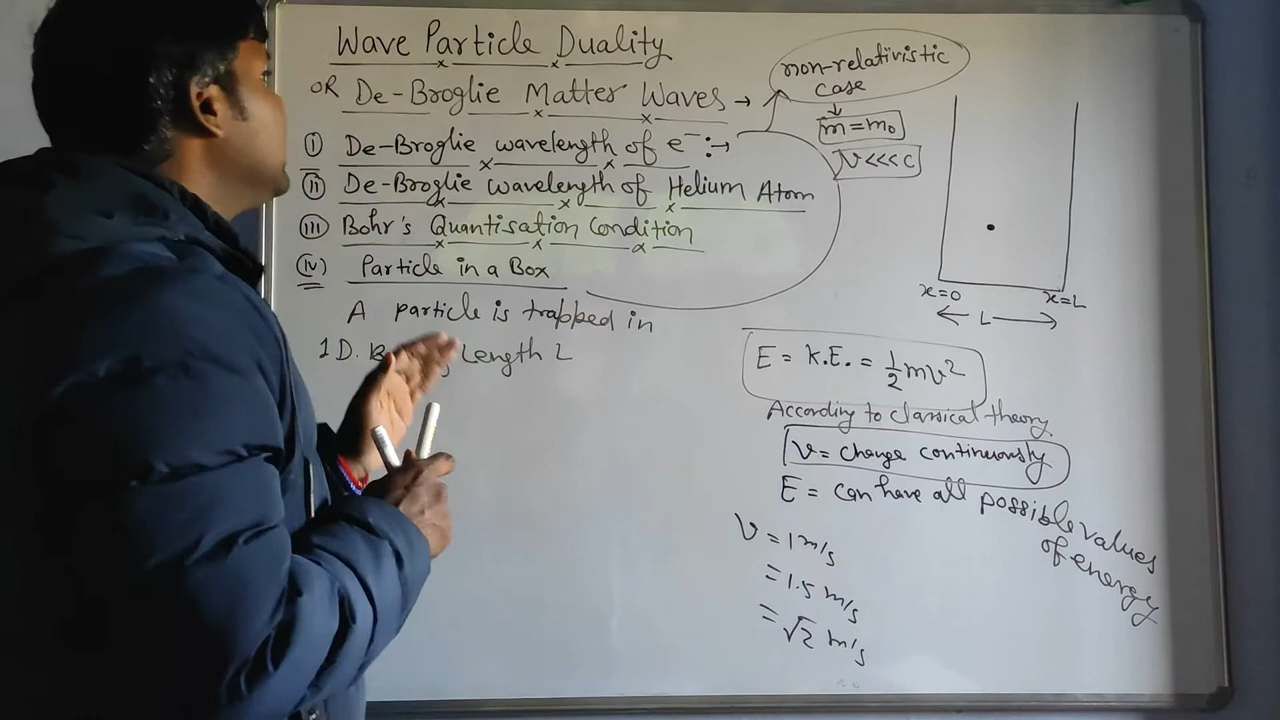 Wave Particle Duality
OR De-Broglie Matter Waves →
(i) De-Broglie wavelength of e⁻ :→
(ii) De-Broglie wavelength of Helium Atom
(iii) Bohr's Quantisation Condition
(iv) Particle in a Box
A particle is trapped in
1D. Length L
non-relativistic
case
↓
m = m₀
v <<< c
x=0
x=L
← L →
E = K.E. = 1/2 mv²
According to classical theory.
v = change continuously
E = can have all possible values
of energy
v = 1 m/s
= 1.5 m/s
= √2 m/s